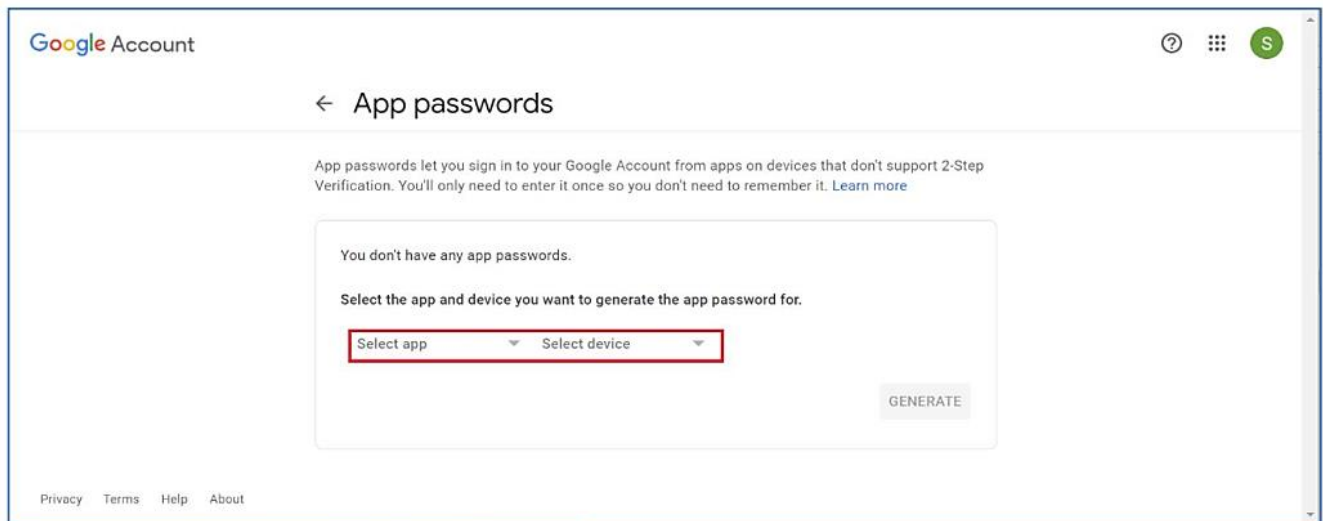 Google Account
S
App passwords
App passwords let you sign in to your Google Account from apps on devices that don't support 2-Step
Verification. You'll only need to enter it once so you don't need to remember it. Learn more
You don't have any app passwords.
Select the app and device you want to generate the app password for.
Select app Select device
GENERATE
Privacy Terms Help About